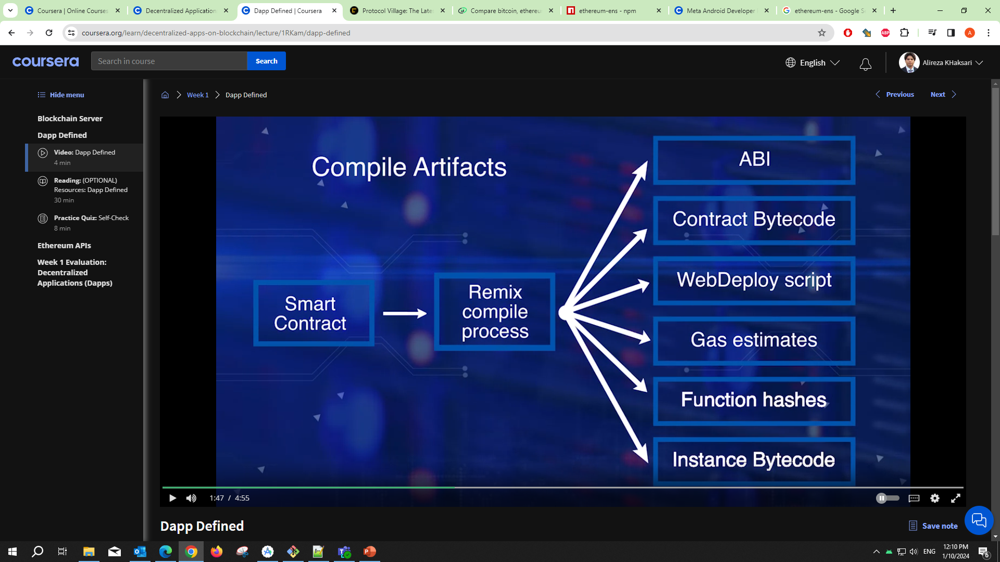 Coursera | Online Courses
Decentralized Application
Dapp Defined | Coursera
Protocol Village: The Lates
Compare bitcoin, ethereu
ethereum-ens - npm
Meta Android Developer
ethereum-ens - Google S
coursera.org/learn/decentralized-apps-on-blockchain/lecture/1RKam/dapp-defined
ABP
A
coursera
Search in course
Search
English
Alireza KHaksari
Hide menu
Week 1
Dapp Defined
Previous
Next
Blockchain Server
Dapp Defined
Video: Dapp Defined
4 min
Reading: (OPTIONAL)
Resources: Dapp Defined
30 min
Practice Quiz: Self-Check
8 min
Ethereum APIs
Week 1 Evaluation:
Decentralized
Applications (Dapps)
Compile Artifacts
Smart
Contract
Remix
compile
process
ABI
Contract Bytecode
WebDeploy script
Gas estimates
Function hashes
Instance Bytecode
1:47 / 4:55
Dapp Defined
Save note
ENG
12:10 PM
1/10/2024
6